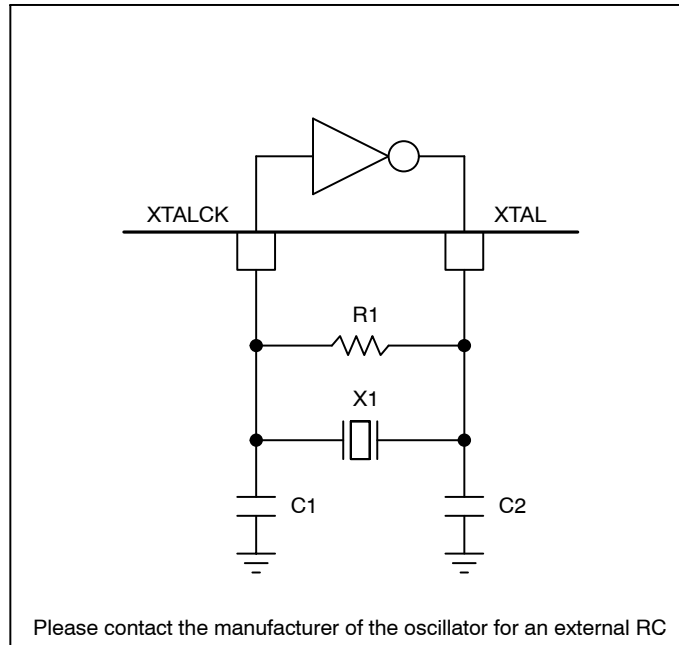 XTALCK
XTAL
R1
X1
C1
C2
Please contact the manufacturer of the oscillator for an external RC